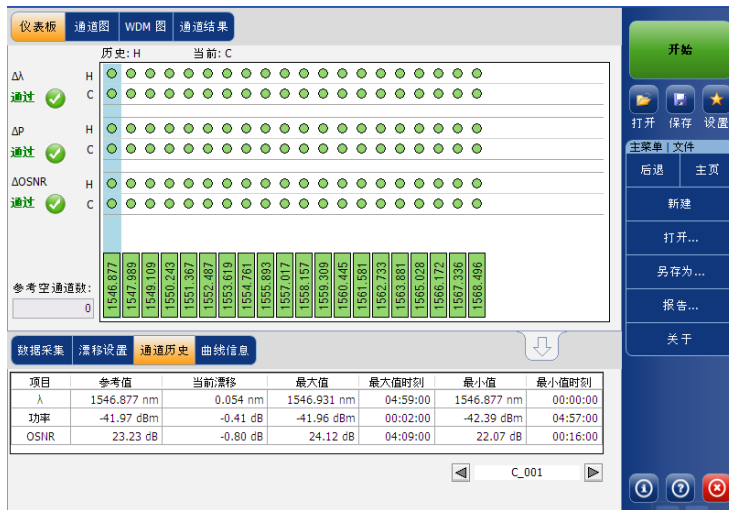 仪表板 通道图 WDM 图 通道结果
历史: H 当前: C
Δλ H
通过 C
ΔP H
通过 C
ΔOSNR H
通过 C
1546.877 1547.989 1549.109 1550.243 1551.367 1552.487 1553.619 1554.761 1555.893 1557.017 1558.157 1559.309 1560.445 1561.581 1562.733 1563.881 1565.028 1566.172 1567.336 1568.496
参考空通道数:
0
数据采集 漂移设置 通道历史 曲线信息
项目 参考值 当前漂移 最大值 最大值时刻 最小值 最小值时刻
λ 1546.877 nm 0.054 nm 1546.931 nm 04:59:00 1546.877 nm 00:00:00
功率 -41.97 dBm -0.41 dB -41.96 dBm 00:02:00 -42.39 dBm 04:57:00
OSNR 23.23 dB -0.80 dB 24.12 dB 04:09:00 22.07 dB 00:16:00
C_001
开始
打开 保存 设置
主菜单 | 文件
后退 主页
新建
打开...
另存为...
报告...
关于